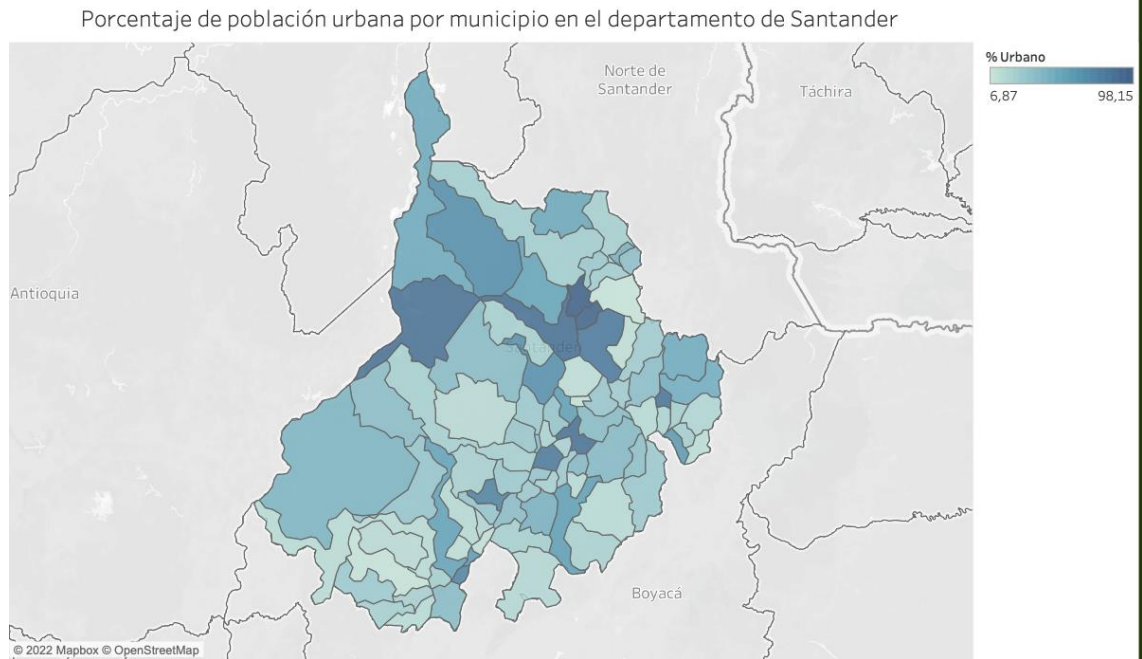 Porcentaje de población urbana por municipio en el departamento de Santander
% Urbano
6,87
98,15
Norte de
Santander
Táchira
Antioquia
Santander
Boyacá
© 2022 Mapbox © OpenStreetMap